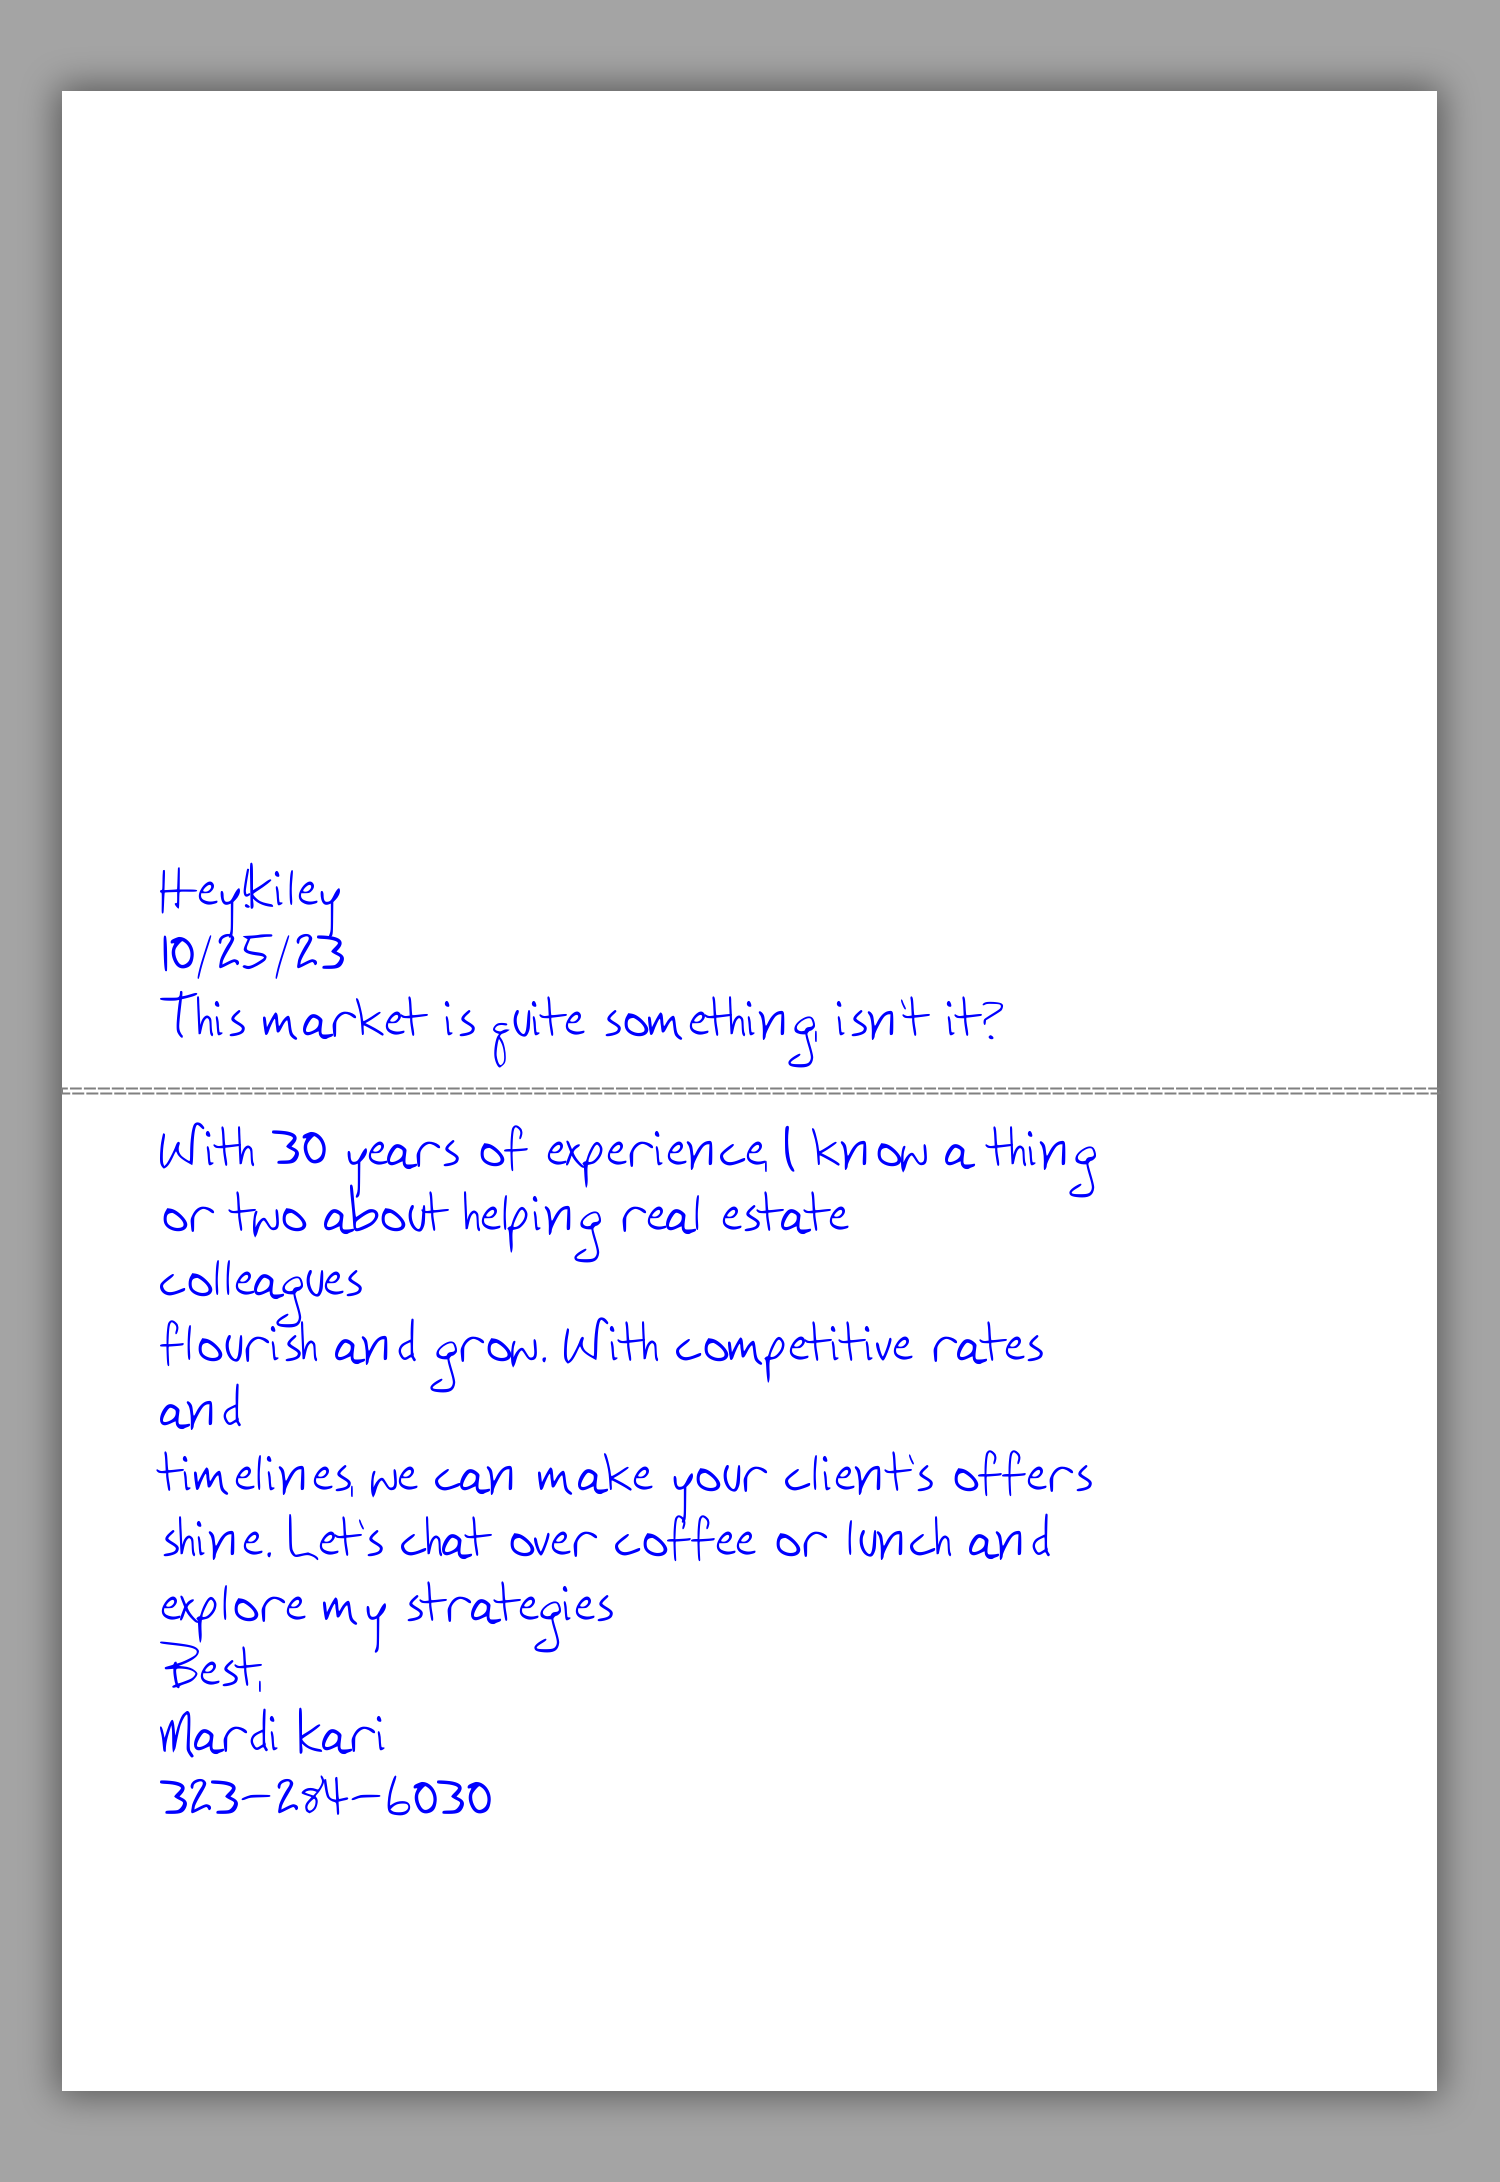 Hey!kiley
10/25/23
This market is quite something, isn't it?
With 30 years of experience, I know a thing
or two about helping real estate
colleagues
flourish and grow. With competitive rates
and
timelines, we can make your client's offers
shine. Let's chat over coffee or lunch and
explore my strategies
Best,
Mardi kari
323-284-6030